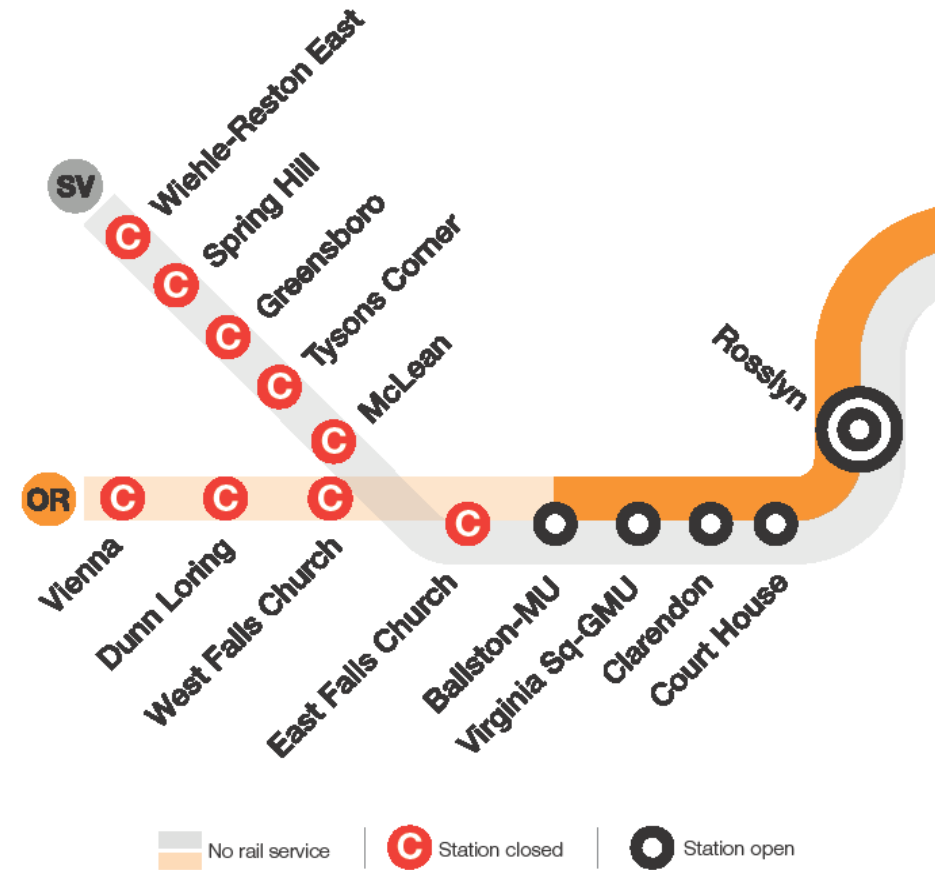 SV
Wiehle-Reston East
Spring Hill
Greensboro
Tysons Corner
McLean
Rosslyn
OR
C
C
C
C
C
C
C
C
C
Vienna
Dunn Loring
West Falls Church
East Falls Church
Ballston-MU
Virginia Sq-GMU
Clarendon
Court House
No rail service
C
Station closed
Station open